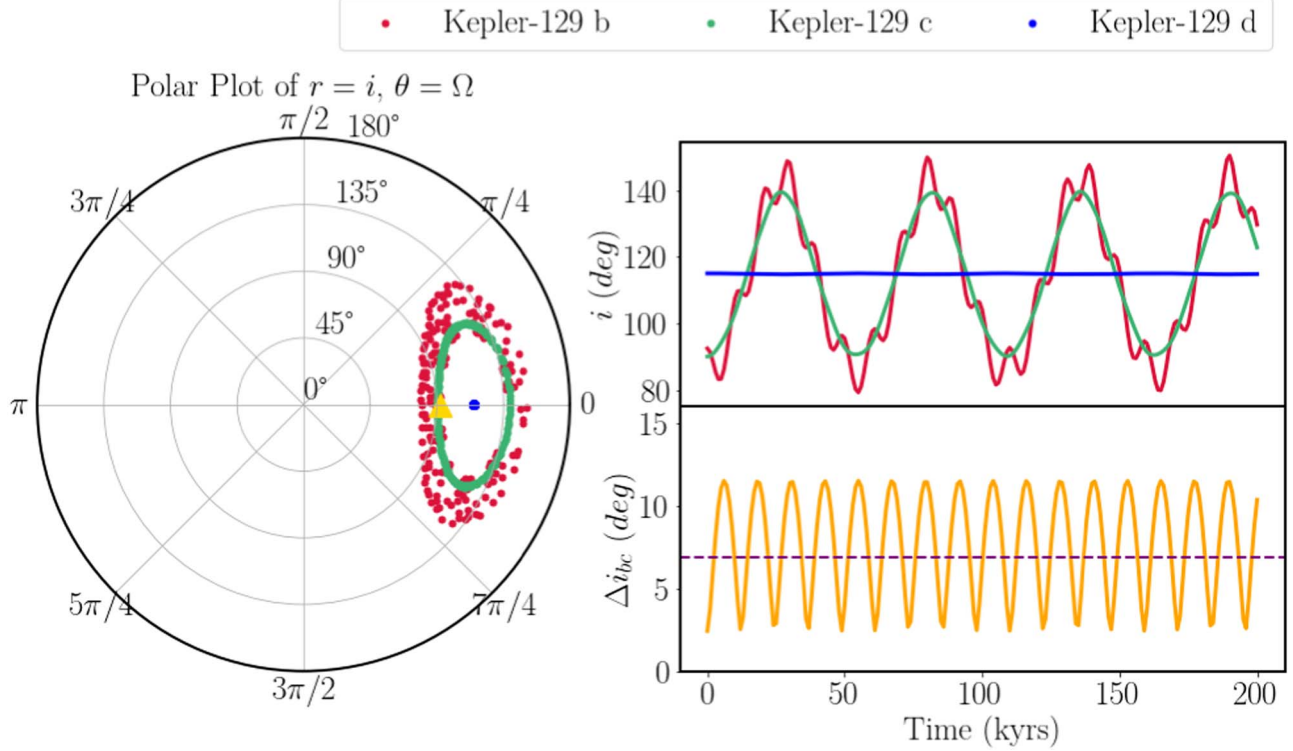 Kepler-129 b Kepler-129 c Kepler-129 d
Polar Plot of r = i, θ = Ω
π/2 180°
3π/4 135° π/4
90°
45°
π 0° 0
5π/4 7π/4
3π/2
i (deg)
140
120
100
80
Δi_{bc} (deg)
15
10
5
0
0 50 100 150 200
Time (kyrs)